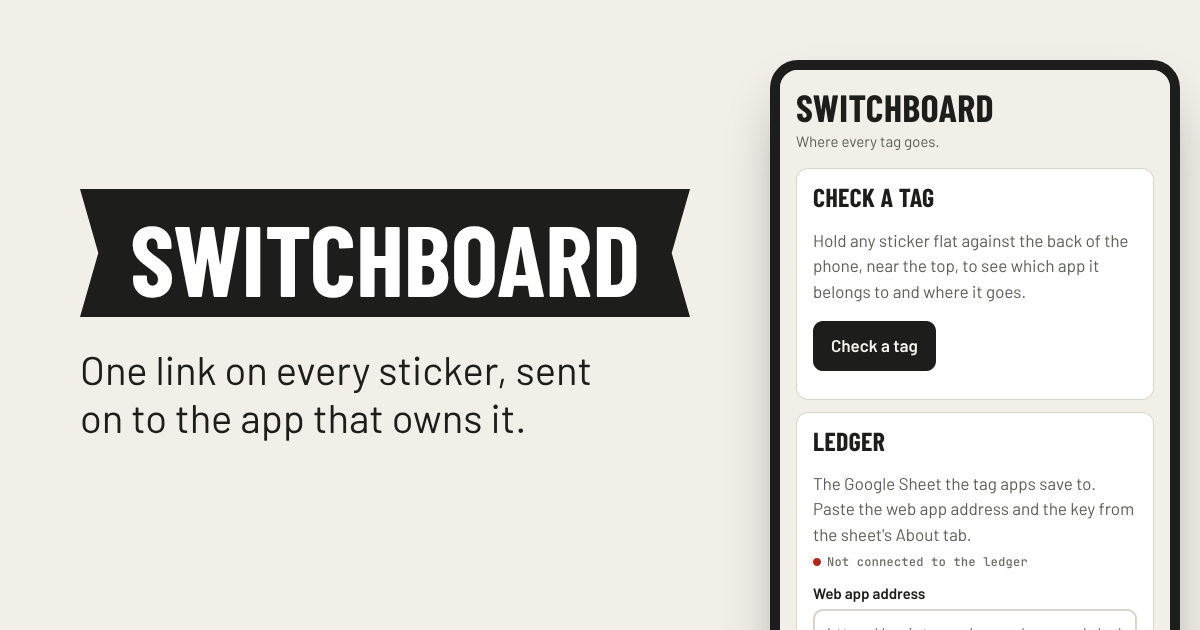 SWITCHBOARD
One link on every sticker, sent
on to the app that owns it.
SWITCHBOARD
Where every tag goes.
CHECK A TAG
Hold any sticker flat against the back of the
phone, near the top, to see which app it
belongs to and where it goes.
Check a tag
LEDGER
The Google Sheet the tag apps save to.
Paste the web app address and the key from
the sheet's About tab.
Not connected to the ledger
Web app address